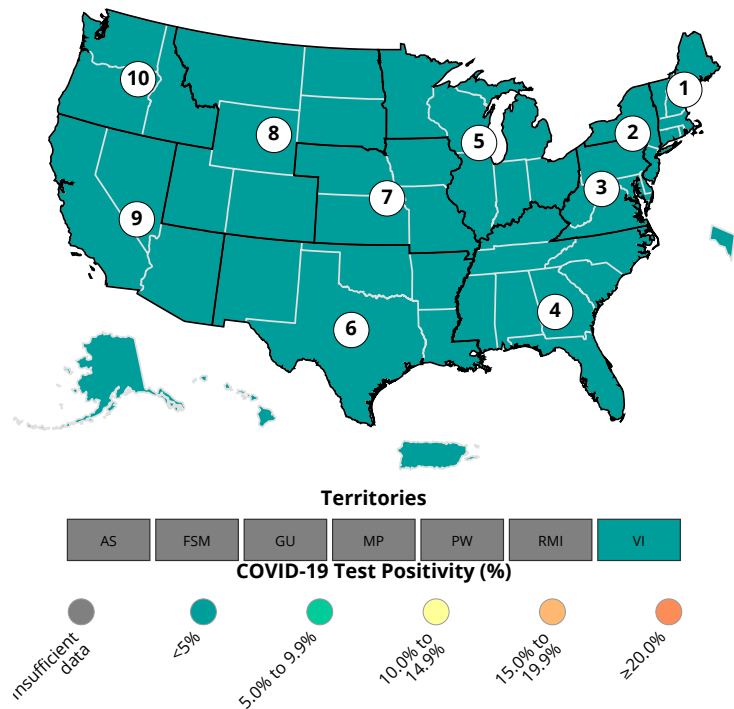 1
2
3
4
5
6
7
8
9
10
Territories
AS FSM GU MP PW RMI VI
COVID-19 Test Positivity (%)
<5%
5.0% to 9.9%
10.0% to
14.9%
15.0% to
19.9%
≥20.0%
data